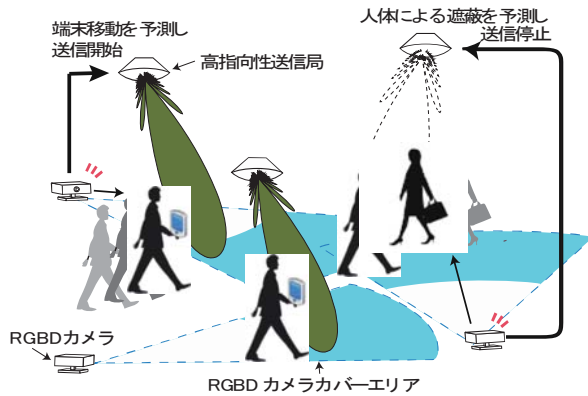 端末移動を予測し
送信開始
高指向性送信局
人体による遮蔽を予測し
送信停止
RGBDカメラ
RGBD カメラカバーエリア